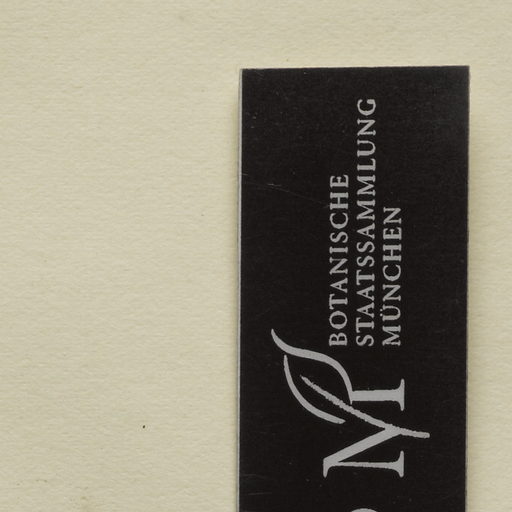 BOTANISCHE
STAATSSAMMLUNG
MÜNCHEN
M